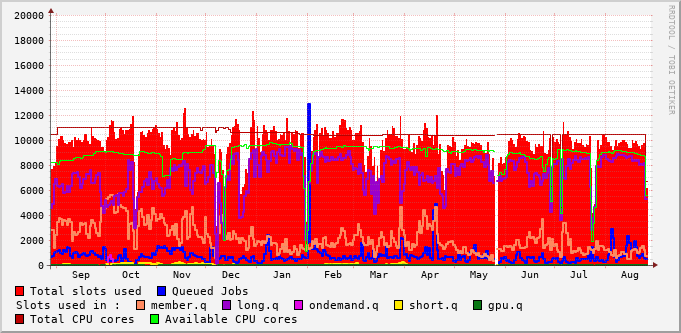 RRDTOOL / TOBI OETIKER
20000
18000
16000
14000
12000
10000
8000
6000
4000
2000
0
Sep Oct Nov Dec Jan Feb Mar Apr May Jun Jul Aug
Total slots used Queued Jobs
Slots used in : member.q long.q ondemand.q short.q gpu.q
Total CPU cores Available CPU cores